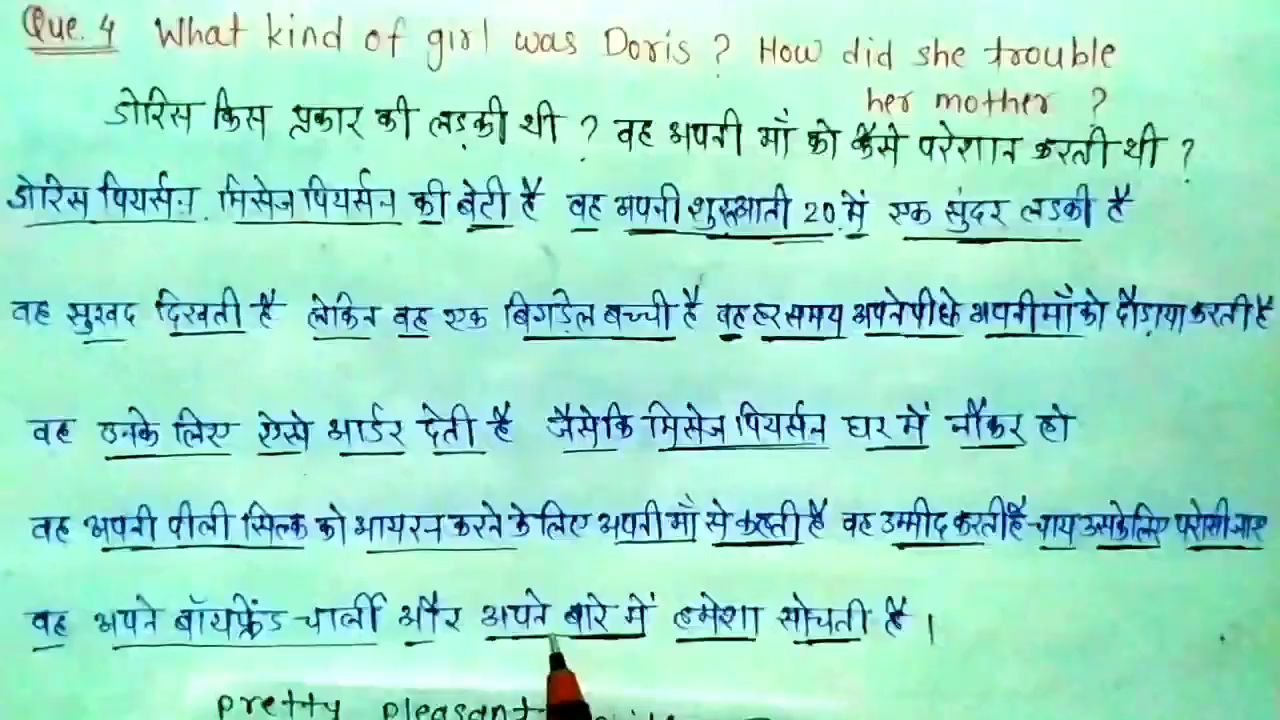 Que. 4 What kind of girl was Doris ? How did she trouble
her mother ?
डोरिस किस प्रकार की लड़की थी ? वह अपनी माँ को कैसे परेशान करती थी ?
डोरिस पियर्सन मिसेज पियर्सन की बेटी है वह अपनी शुरुआती 20 में एक सुंदर लडकी है
वह सुखद दिखती है लेकिन वह एक बिगड़ैल बच्ची है वह हर समय अपने पीछे अपनी माँ को दौड़ाया करती है
वह उनके लिए ऐसे आर्डर देती है जैसे कि मिसेज पियर्सन घर में नौकर हो
वह अपनी पीली सिल्क को आयरन करने के लिए अपनी माँ से कहती है वह उम्मीद करती है चाय उसके लिए परोसी जाए
वह अपने बॉयफ्रेंड चार्ली और अपने बारे में हमेशा सोचती है ।
pretty pleasant